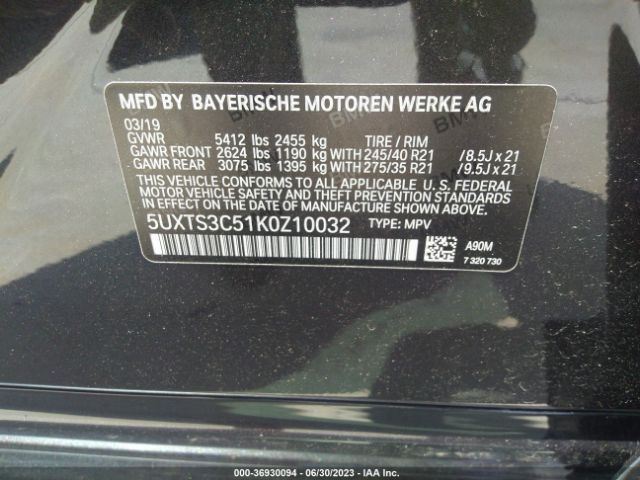 MFD BY BAYERISCHE MOTOREN WERKE AG
03/19
GVWR 5412 lbs 2455 kg TIRE / RIM
GAWR FRONT 2624 lbs 1190 kg WITH 245/40 R21 /8.5J x 21
GAWR REAR 3075 lbs 1395 kg WITH 275/35 R21 /9.5J x 21
THIS VEHICLE CONFORMS TO ALL APPLICABLE U. S. FEDERAL
MOTOR VEHICLE SAFETY, BUMPER, AND THEFT PREVENTION STANDARDS
IN EFFECT ON THE DATE OF MANUFACTURE SHOWN ABOVE.
5UXTS3C51K0Z10032 TYPE: MPV
A90M
7 320 730
© 36930094 - 06/30/2023 - IAA Inc.